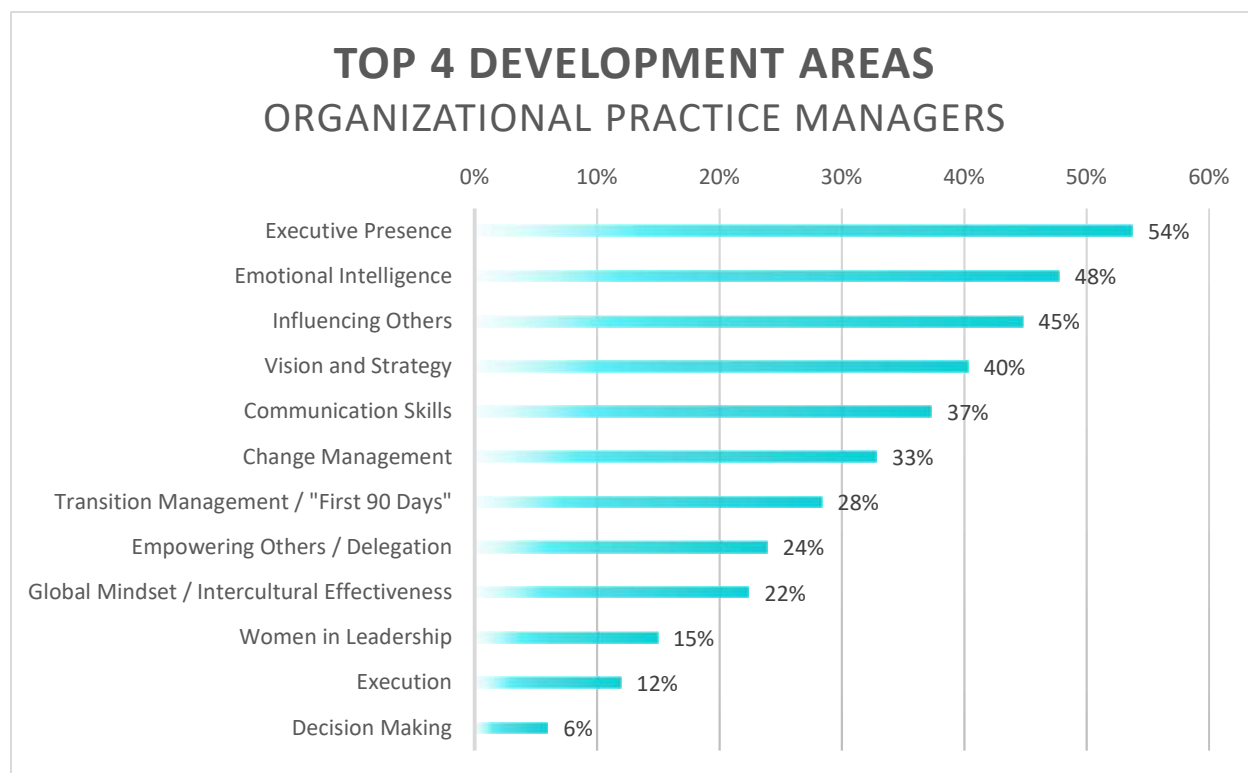 TOP 4 DEVELOPMENT AREAS
ORGANIZATIONAL PRACTICE MANAGERS
0% 10% 20% 30% 40% 50% 60%
Executive Presence 54%
Emotional Intelligence 48%
Influencing Others 45%
Vision and Strategy 40%
Communication Skills 37%
Change Management 33%
Transition Management / "First 90 Days" 28%
Empowering Others / Delegation 24%
Global Mindset / Intercultural Effectiveness 22%
Women in Leadership 15%
Execution 12%
Decision Making 6%